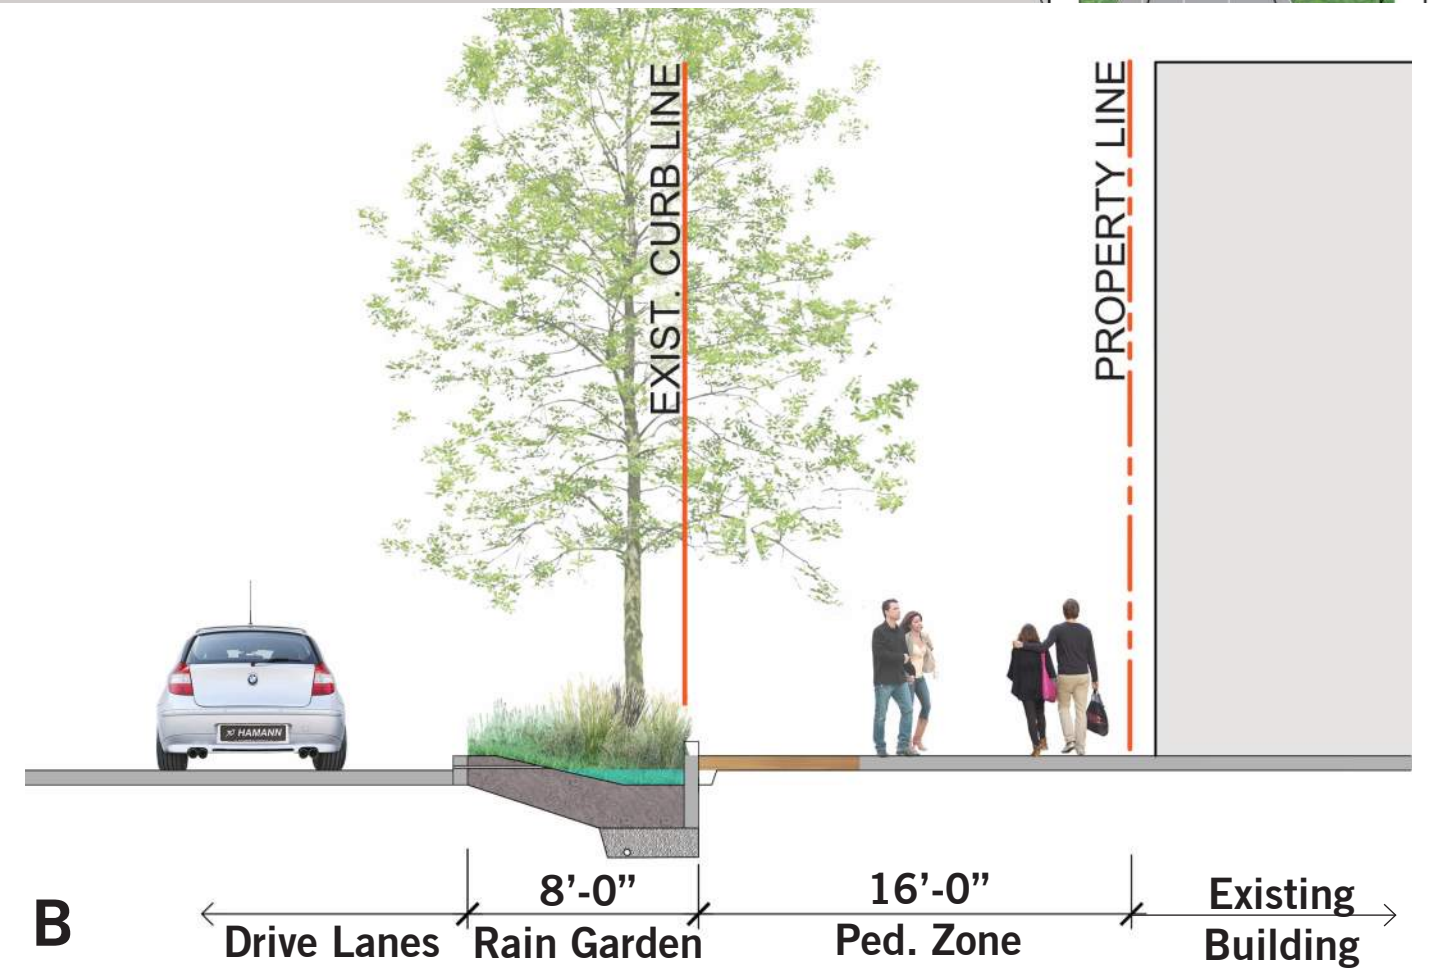 EXIST. CURB LINE
PROPERTY LINE
HAMANN
8’-0”
16’-0”
Existing
B
Drive Lanes
Rain Garden
Ped. Zone
Building